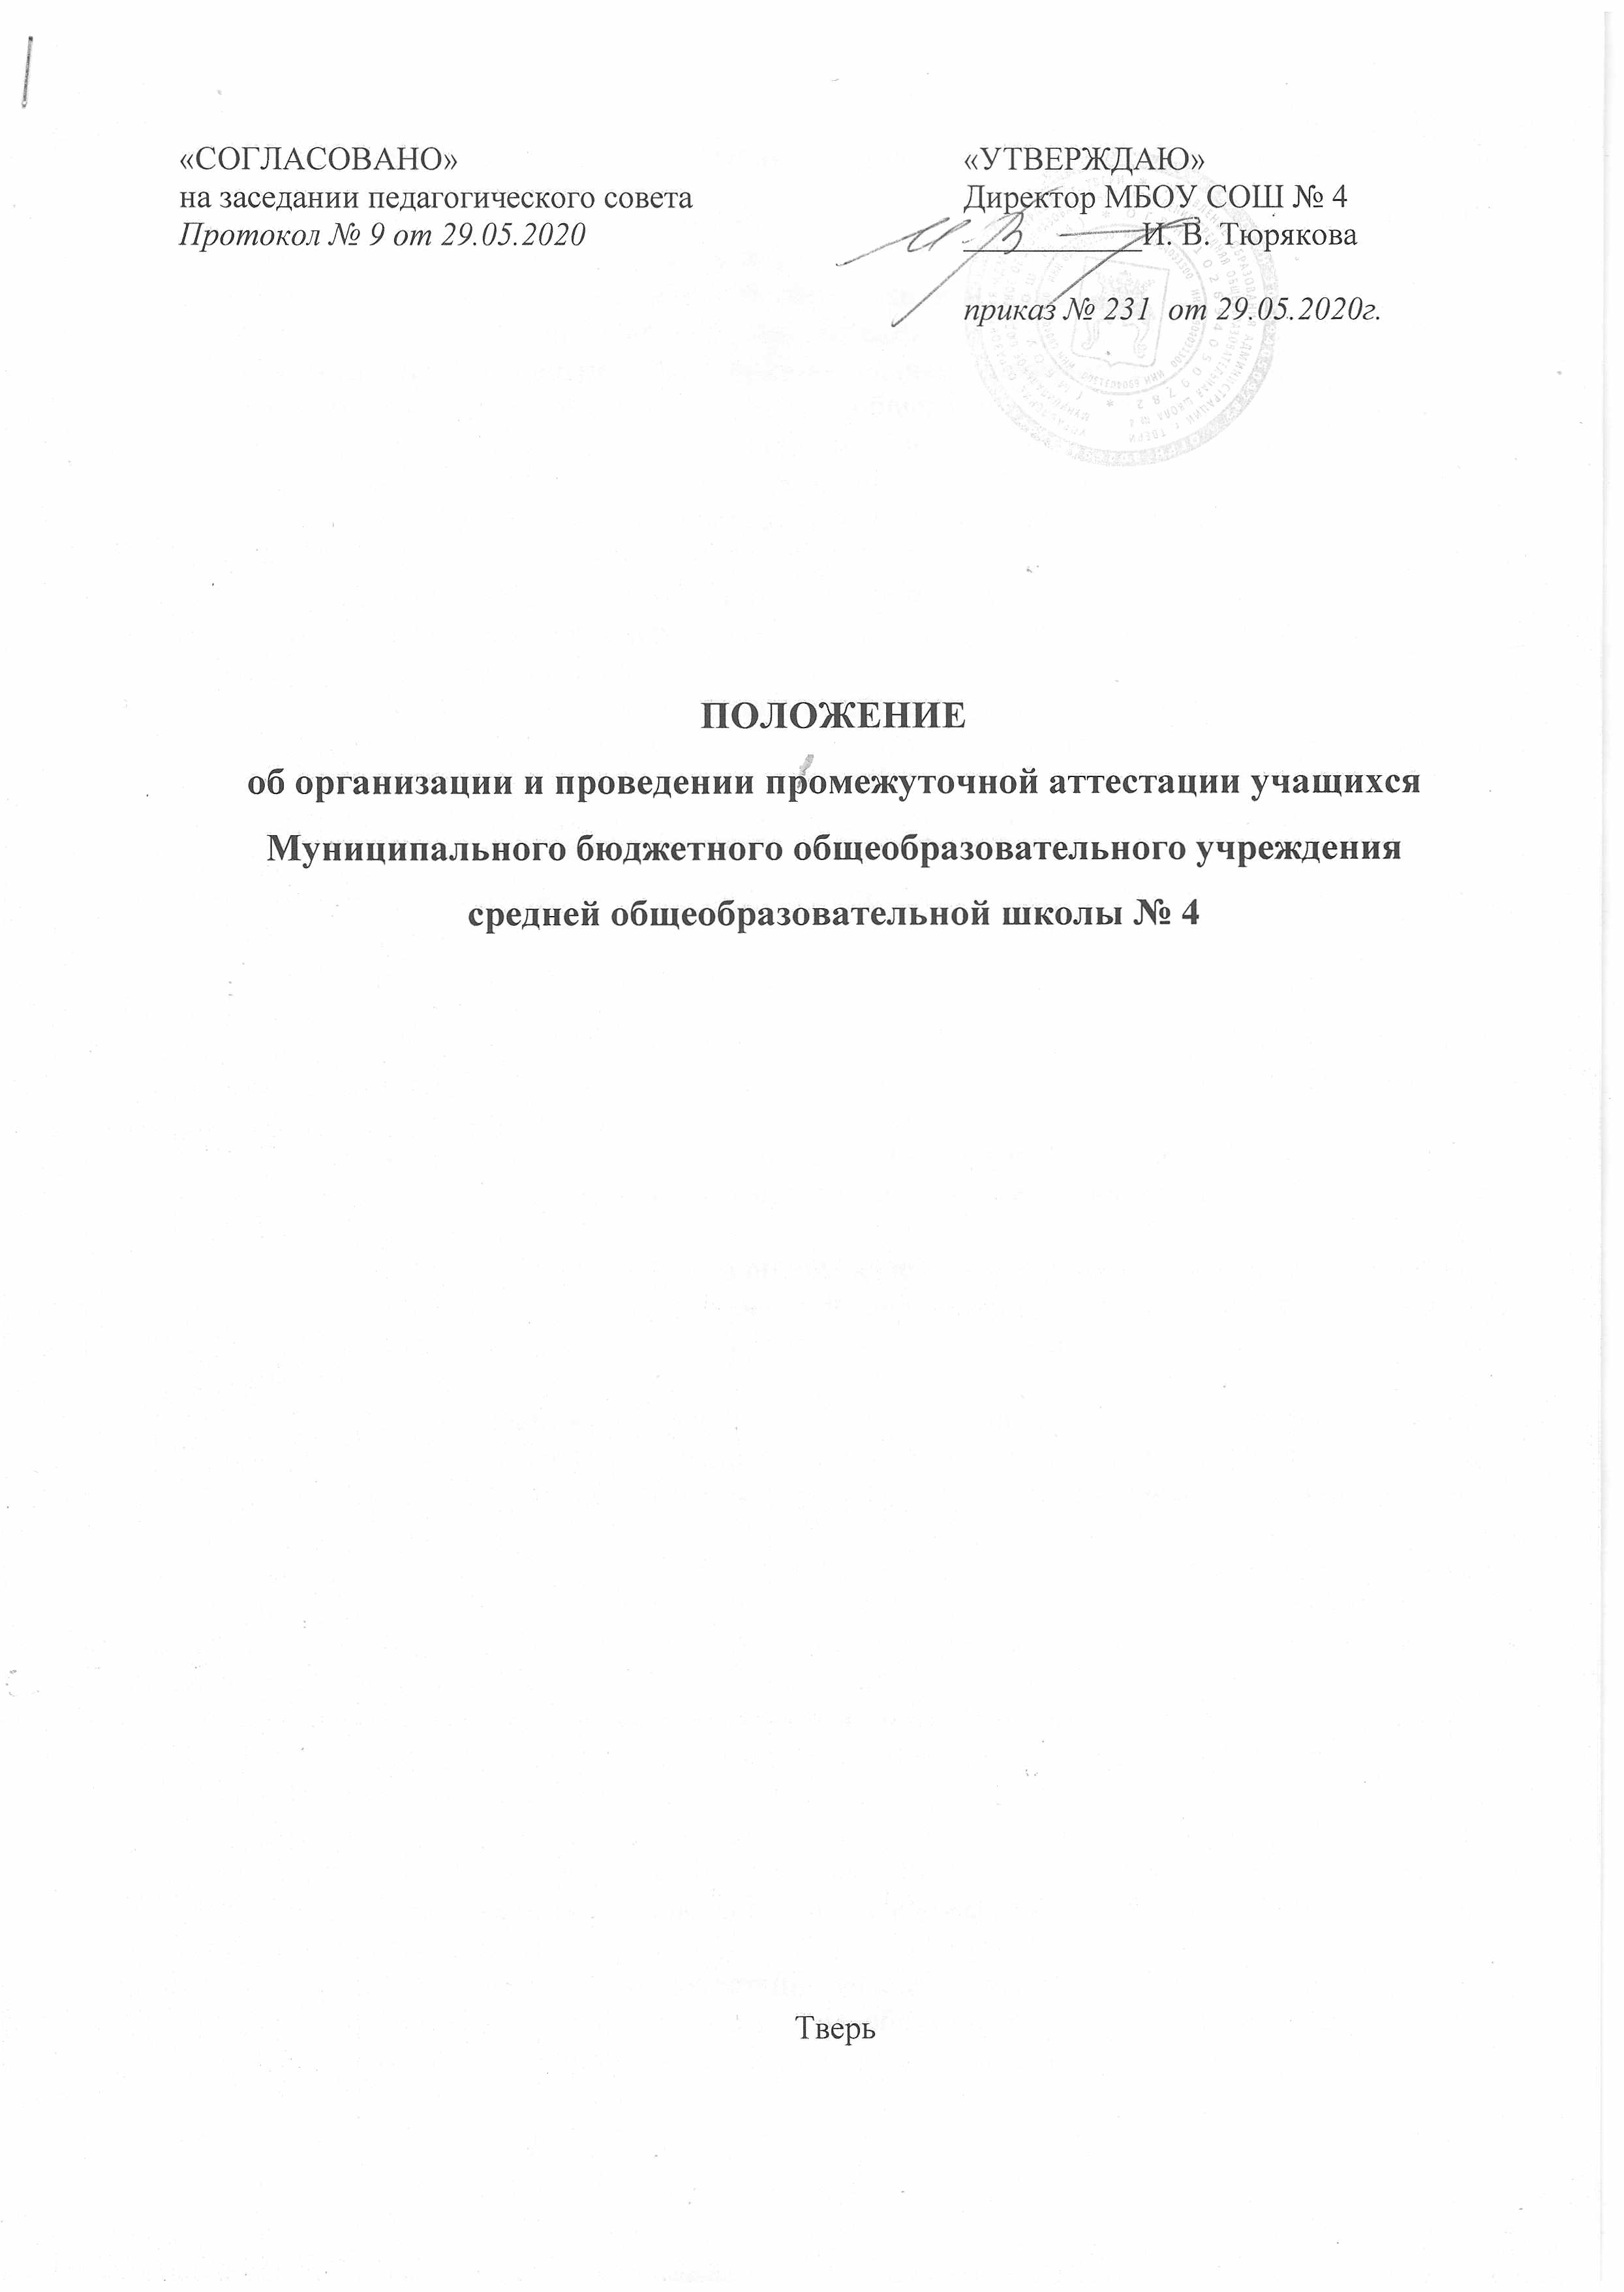 «СОГЛАСОВАНО»
на заседании педагогического совета
Протокол № 9 от 29.05.2020
«УТВЕРЖДАЮ»
Директор МБОУ СОШ № 4
___________И. В. Тюрякова
приказ № 231 от 29.05.2020г.
ПОЛОЖЕНИЕ
об организации и проведении промежуточной аттестации учащихся
Муниципального бюджетного общеобразовательного учреждения
средней общеобразовательной школы № 4
Тверь